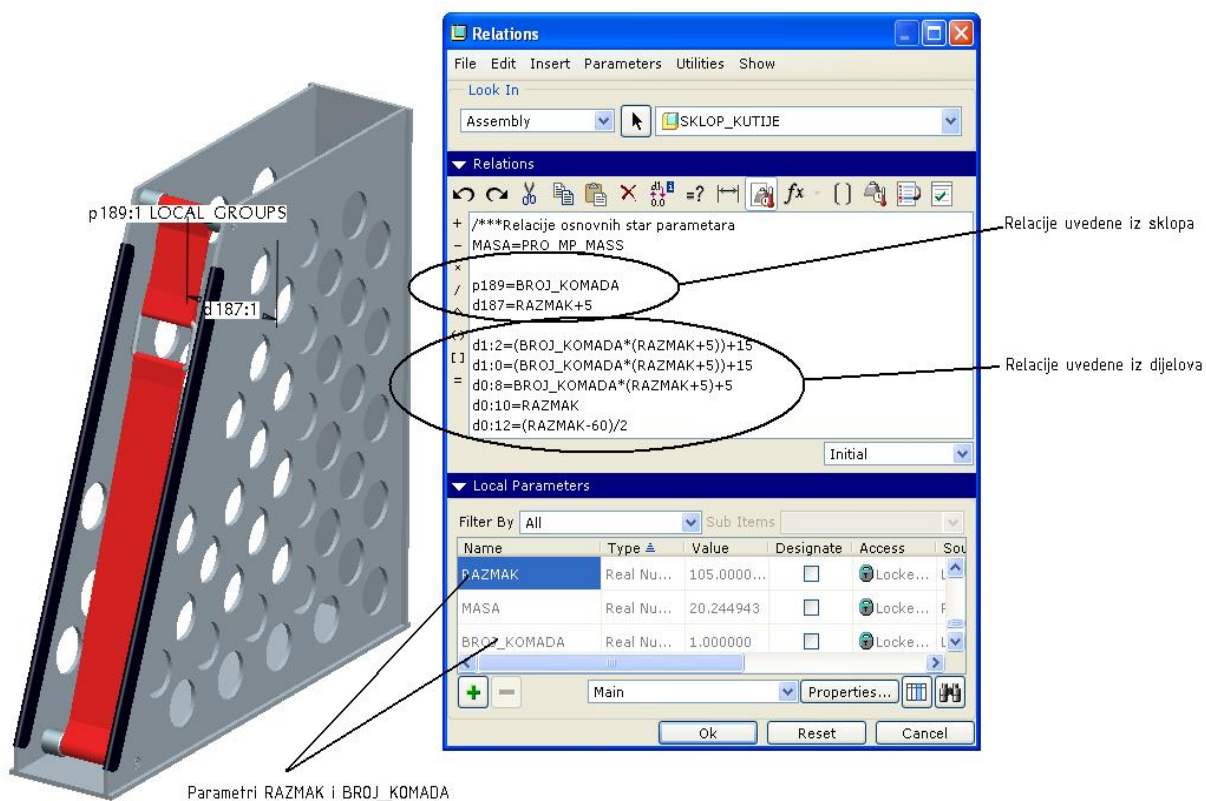 Relations
File Edit Insert Parameters Utilities Show
Look In
Assembly
SKLOP_KUTIJE
Relations
=? fx
/***Relacije osnovnih star parametara
MASA=PRO_MP_MASS
p189=BROJ_KOMADA
d187=RAZMAK+5
d1:2=(BROJ_KOMADA*(RAZMAK+5))+15
d1:0=(BROJ_KOMADA*(RAZMAK+5))+15
d0:8=BROJ_KOMADA*(RAZMAK+5)+5
d0:10=RAZMAK
d0:12=(RAZMAK-60)/2
Initial
Local Parameters
Filter By All Sub Items
Name Type Value Designate Access Sou
RAZMAK Real Nu... 105.0000... Locke...
MASA Real Nu... 20.244943 Locke...
BROJ_KOMADA Real Nu... 1.000000 Locke...
Main Properties...
Ok Reset Cancel
p189:1 LOCAL GROUPS
d187:1
Relacije uvedene iz sklopa
Relacije uvedene iz dijelova
Parametri RAZMAK i BROJ_KOMADA